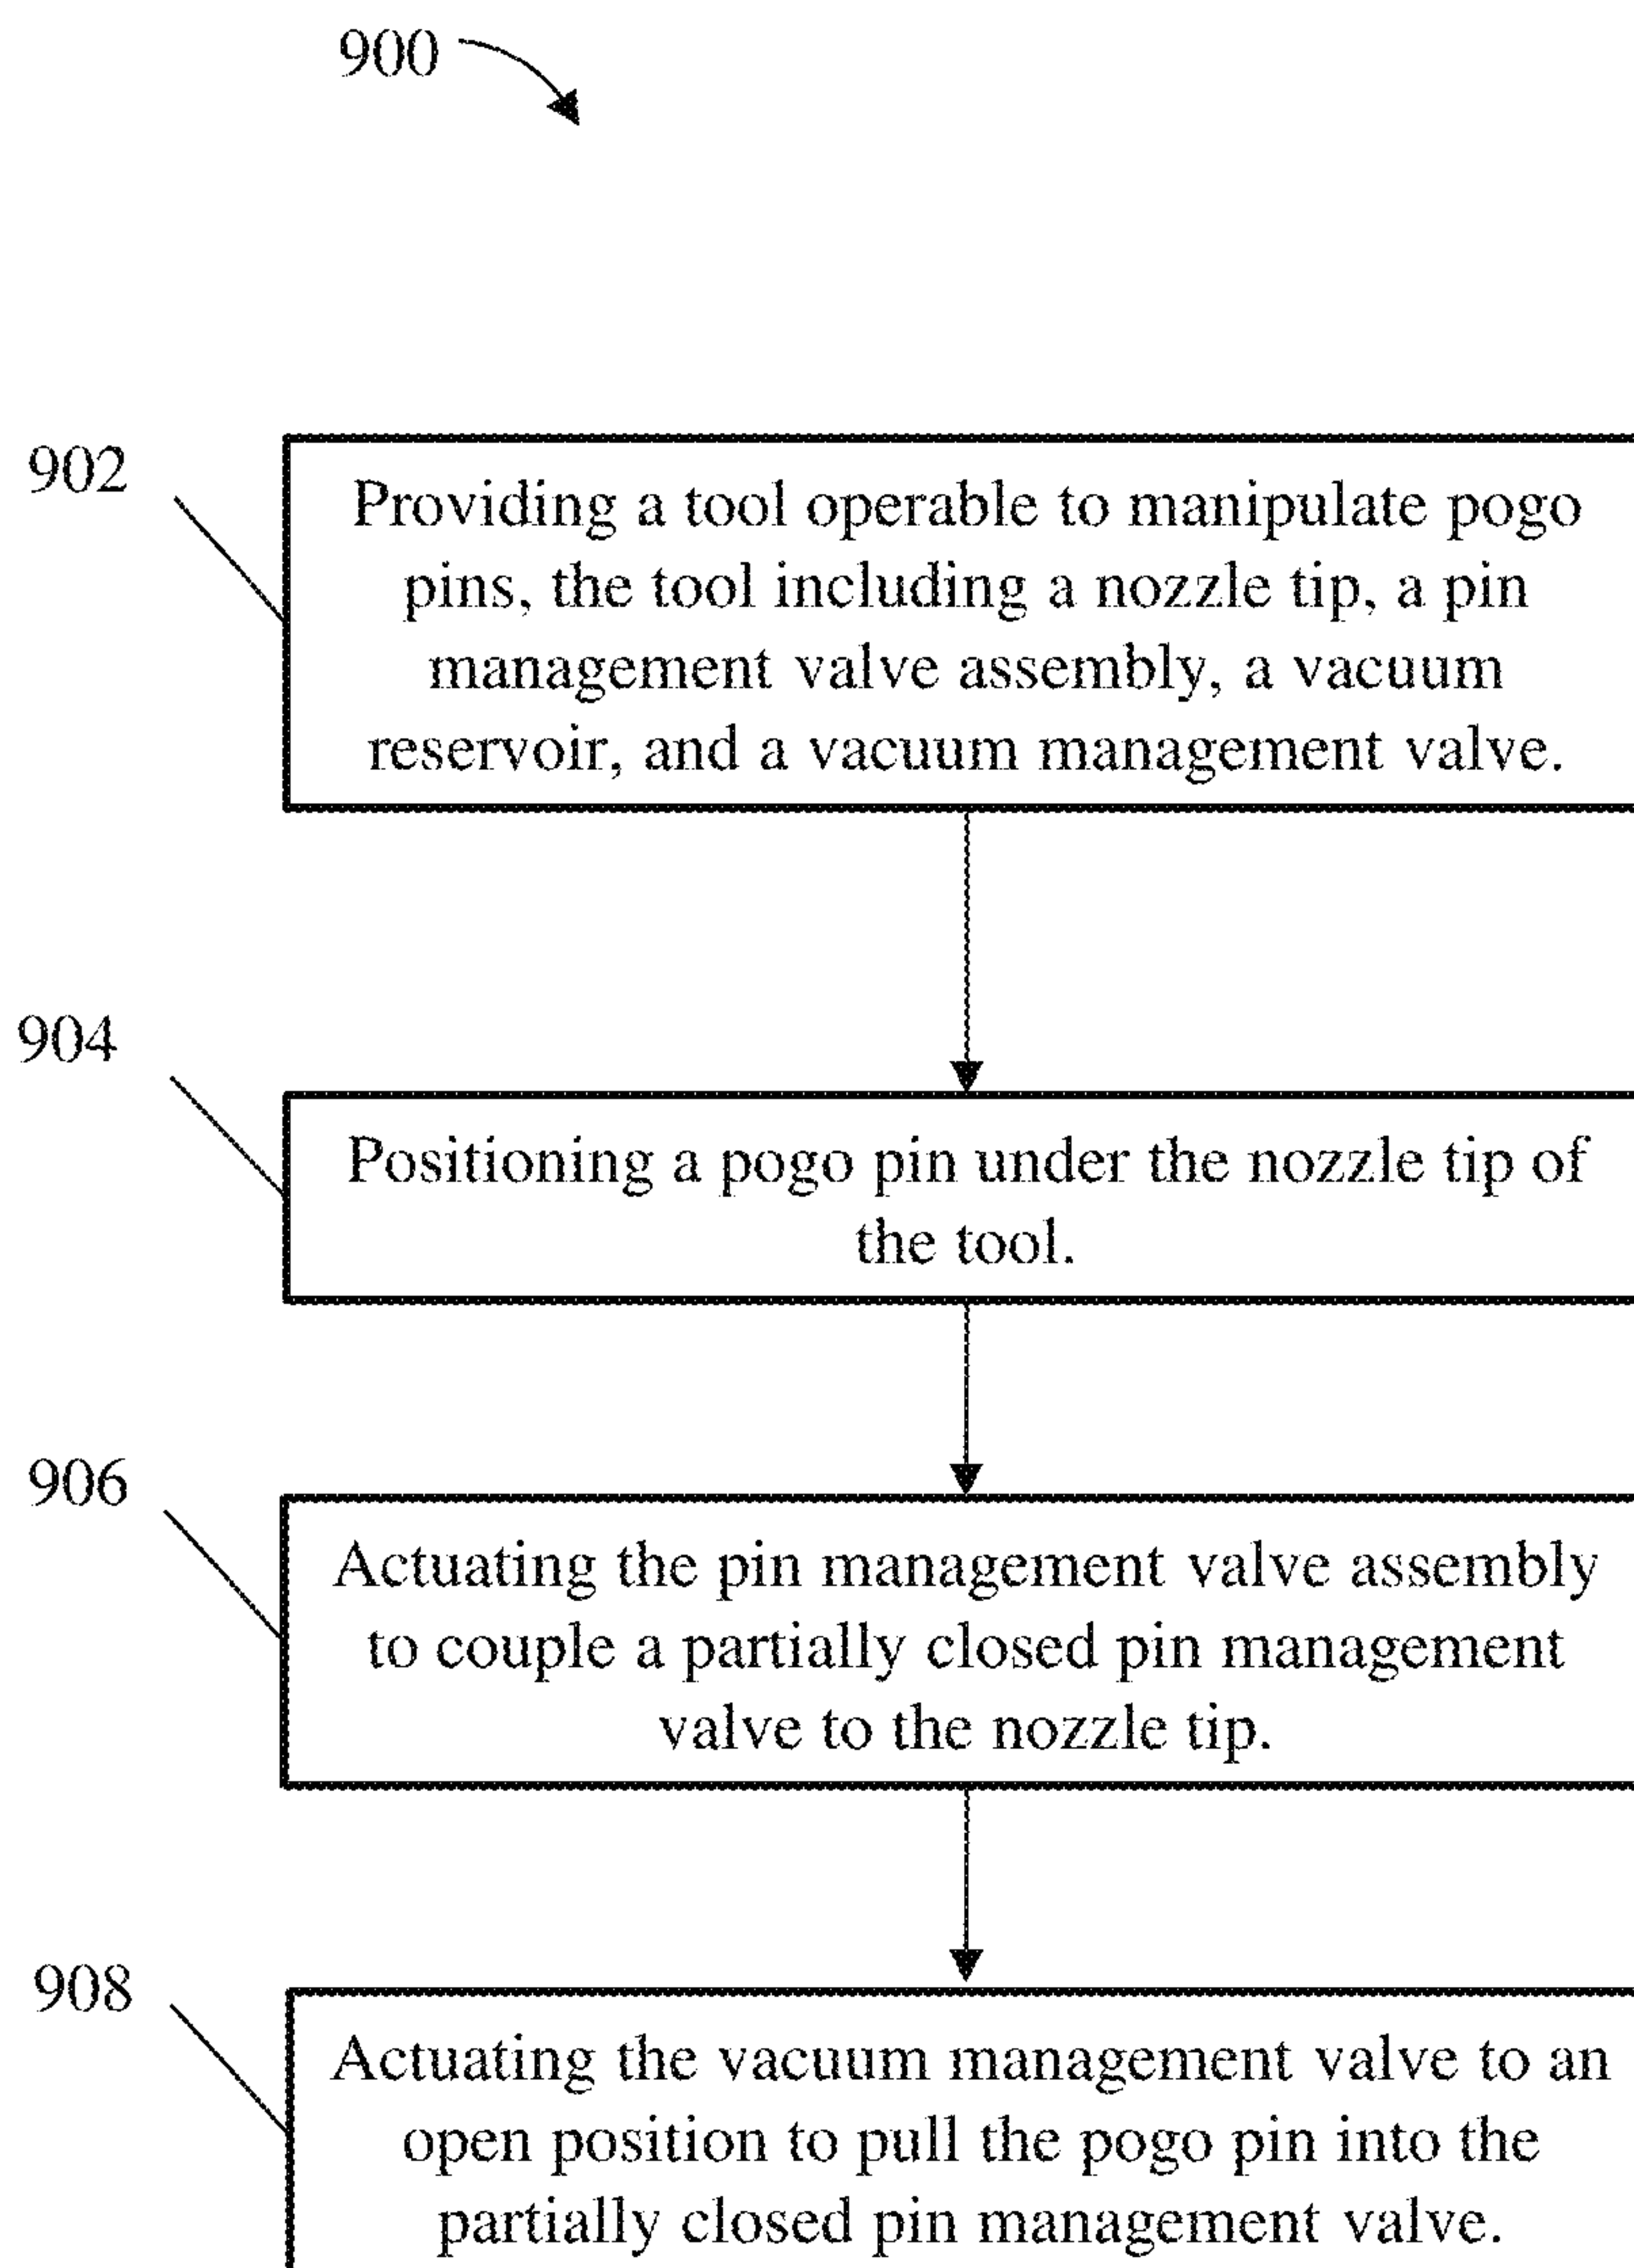 900
902
Providing a tool operable to manipulate pogo
pins, the tool including a nozzle tip, a pin
management valve assembly, a vacuum
reservoir, and a vacuum management valve.
904
Positioning a pogo pin under the nozzle tip of
the tool.
906
Actuating the pin management valve assembly
to couple a partially closed pin management
valve to the nozzle tip.
908
Actuating the vacuum management valve to an
open position to pull the pogo pin into the
partially closed pin management valve.